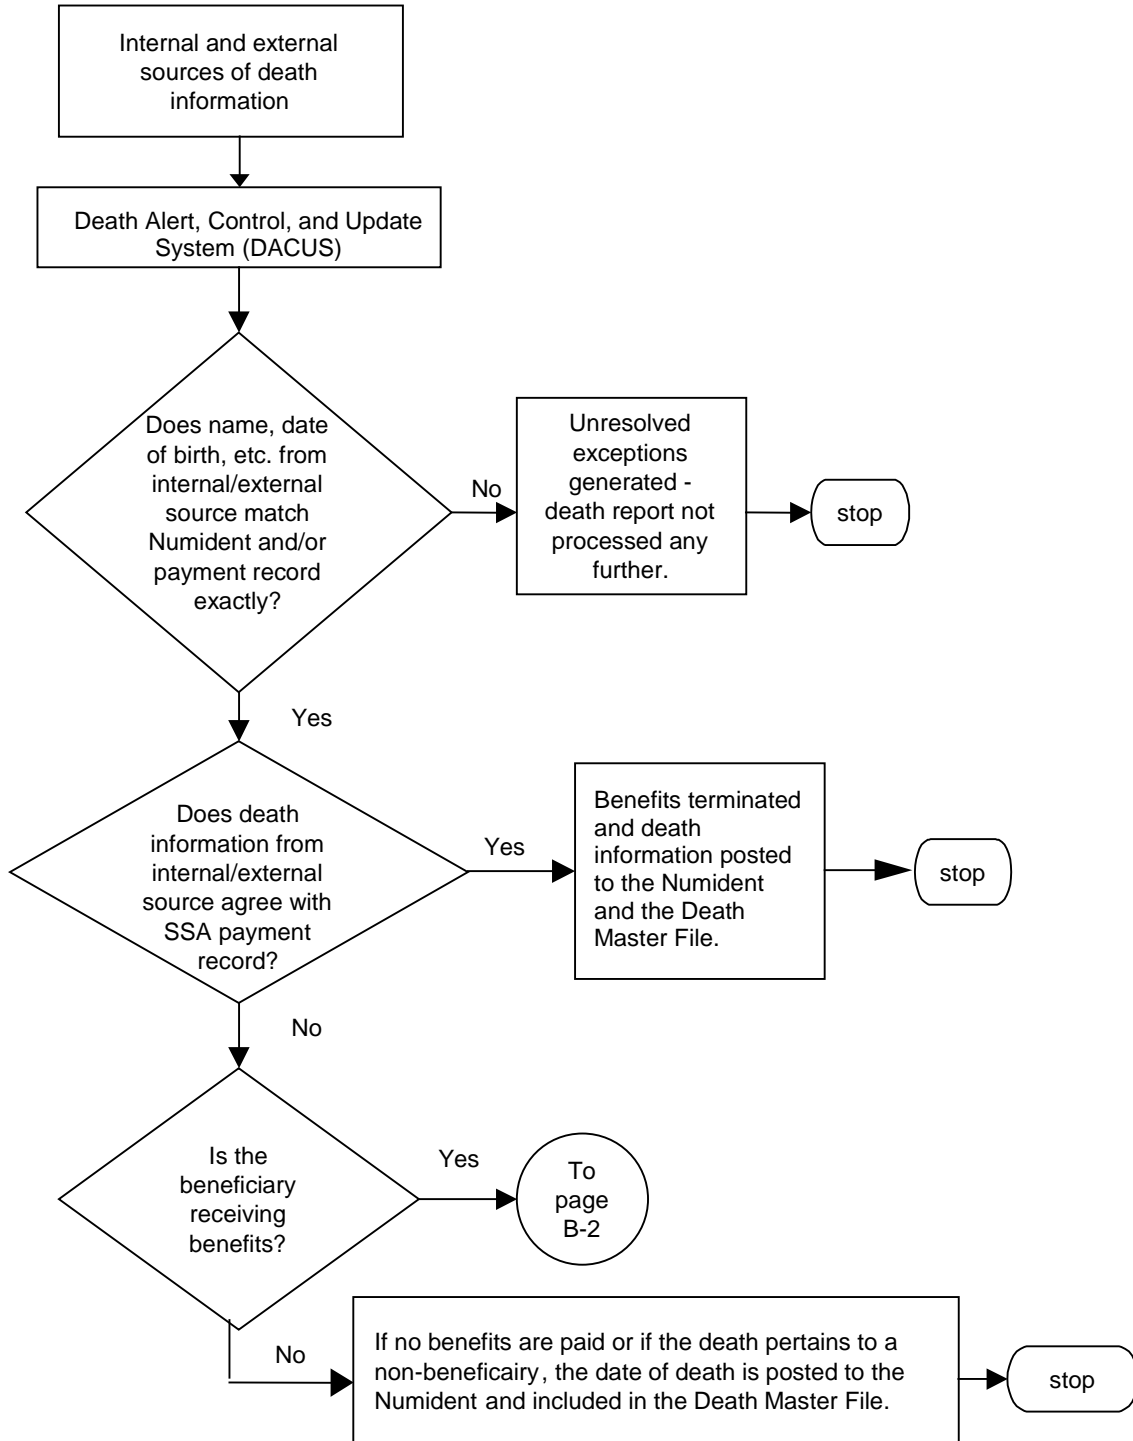 Internal and external
sources of death
information
Death Alert, Control, and Update
System (DACUS)
Does name, date
of birth, etc. from
internal/external
source match
Numident and/or
payment record
exactly?
No
Unresolved
exceptions
generated -
death report not
processed any
further.
stop
Yes
Does death
information from
internal/external
source agree with
SSA payment
record?
Yes
Benefits terminated
and death
information posted
to the Numident
and the Death
Master File.
stop
No
Is the
beneficiary
receiving
benefits?
Yes
To
page
B-2
No
If no benefits are paid or if the death pertains to a
non-beneficairy, the date of death is posted to the
Numident and included in the Death Master File.
stop